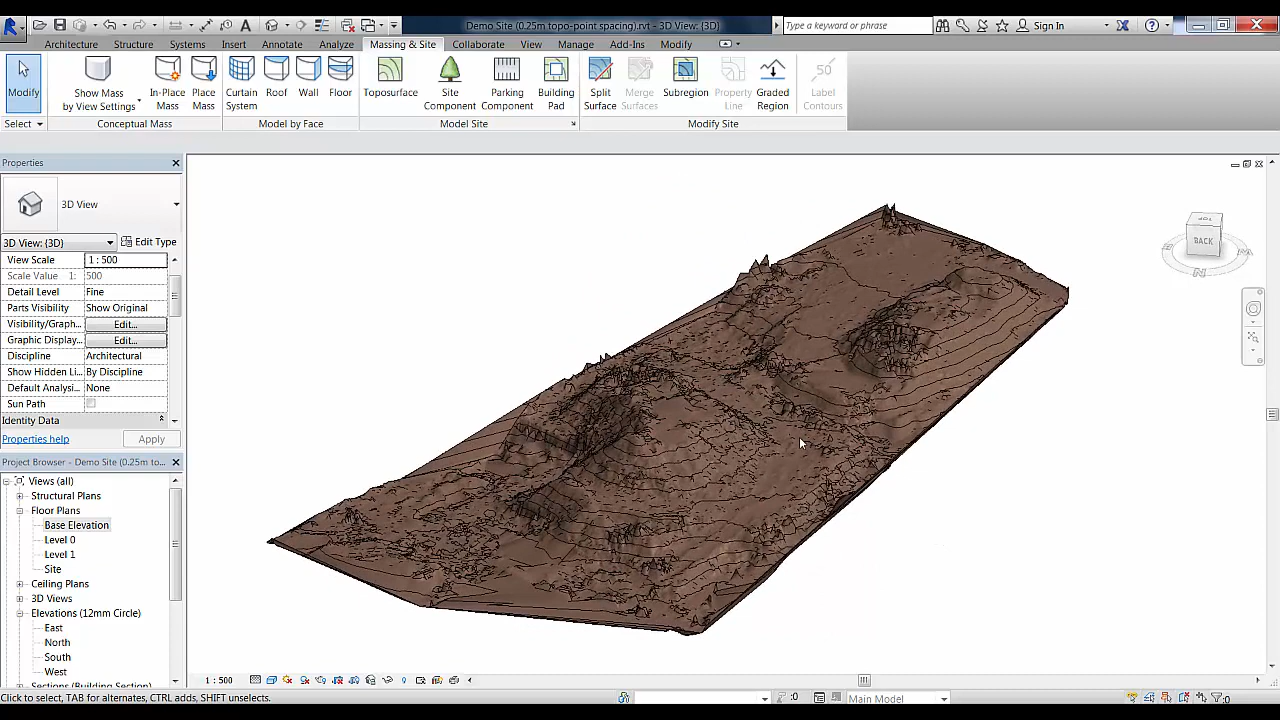 Demo Site (0.25m topo-point spacing).rvt - 3D View: {3D}
Type a keyword or phrase
Sign In
Architecture Structure Systems Insert Annotate Analyze Massing & Site Collaborate View Manage Add-Ins Modify
Modify
Show Mass by View Settings
In-Place Mass
Place Mass
Curtain System
Roof
Wall
Floor
Toposurface
Site Component
Parking Component
Building Pad
Split Surface
Merge Surfaces
Subregion
Property Line
Graded Region
50
Label Contours
Select
Conceptual Mass
Model by Face
Model Site
Modify Site
Properties
3D View
3D View: {3D}
Edit Type
View Scale 1 : 500
Scale Value 1: 500
Detail Level Fine
Parts Visibility Show Original
Visibility/Graph... Edit...
Graphic Display... Edit...
Discipline Architectural
Show Hidden Li... By Discipline
Default Analysi... None
Sun Path
Identity Data
Properties help
Apply
Project Browser - Demo Site (0.25m to...
Views (all)
Structural Plans
Floor Plans
Base Elevation
Level 0
Level 1
Site
Ceiling Plans
3D Views
Elevations (12mm Circle)
East
North
South
West
Sections (Building Section)
TOP
BACK
N
1 : 500
Click to select, TAB for alternates, CTRL adds, SHIFT unselects.
:0
Main Model
:0